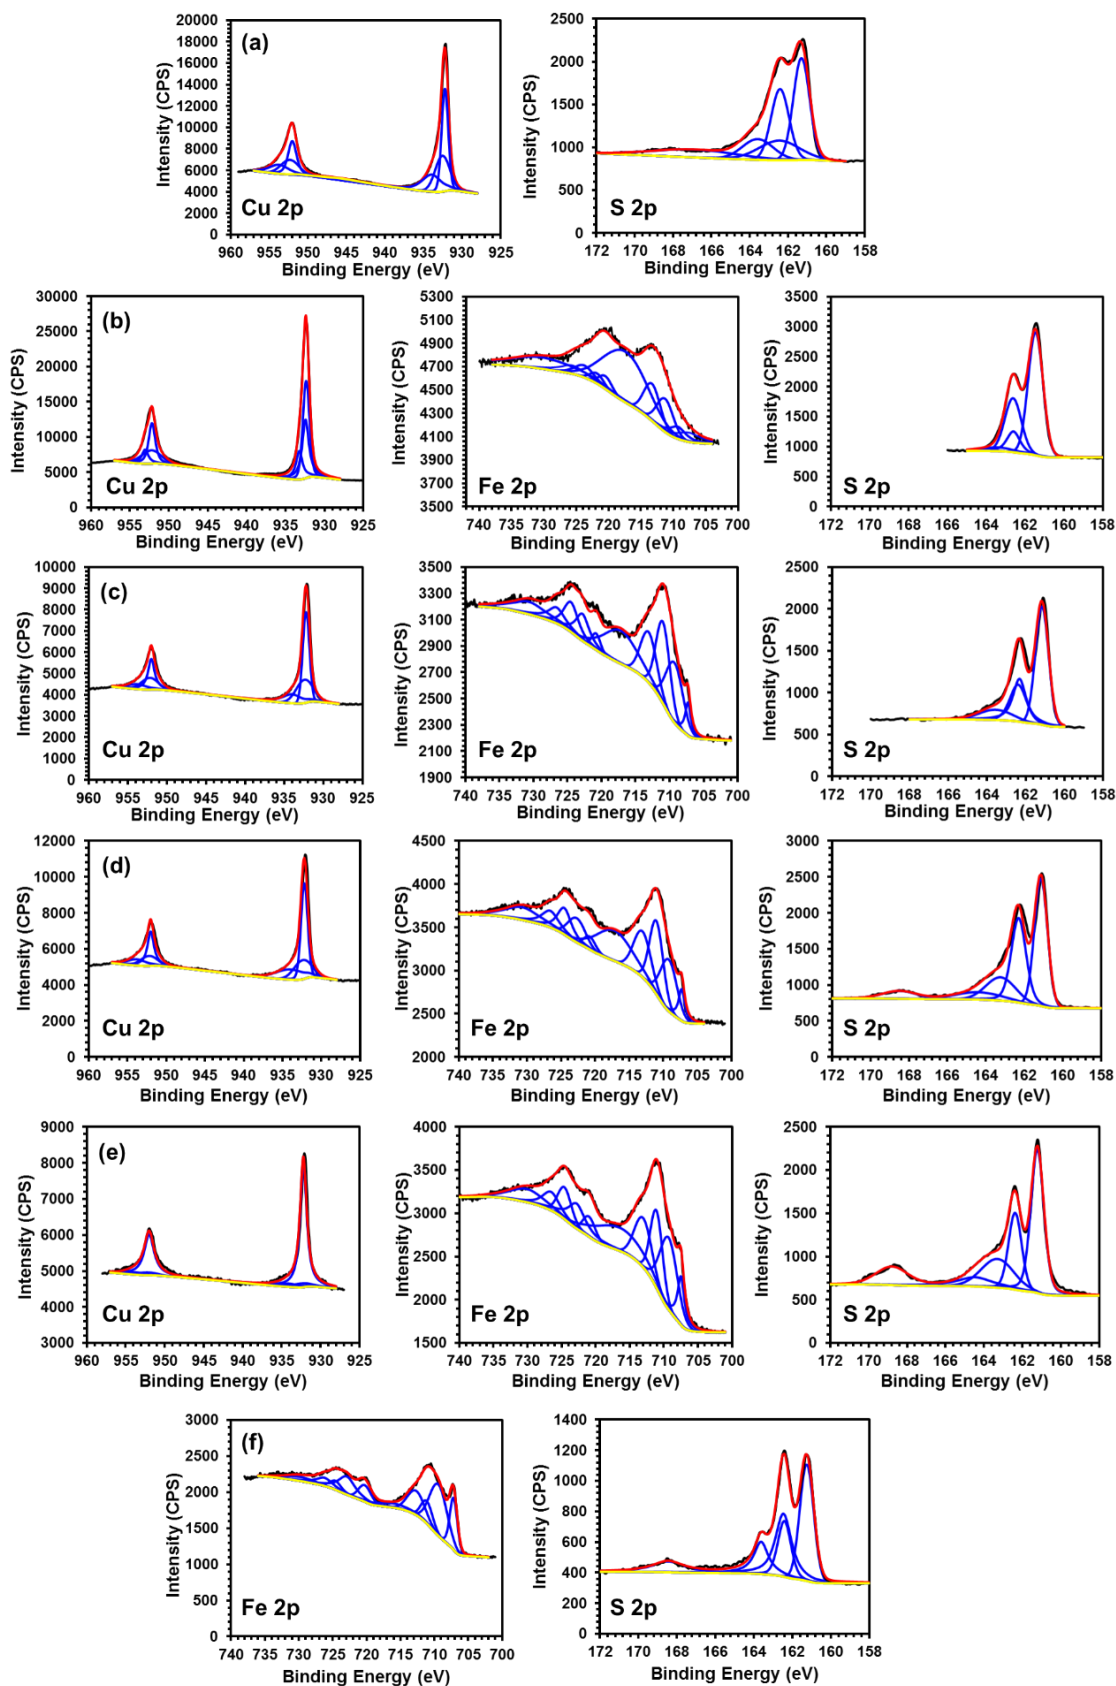 (a)
Intensity (CPS)
20000
18000
16000
14000
12000
10000
8000
6000
4000
2000
0
Cu 2p
960 955 950 945 940 935 930 925
Binding Energy (eV)
Intensity (CPS)
2500
2000
1500
1000
500
0
S 2p
172 170 168 166 164 162 160 158
Binding Energy (eV)
(b)
Intensity (CPS)
30000
25000
20000
15000
10000
5000
0
Cu 2p
960 955 950 945 940 935 930 925
Binding Energy (eV)
Intensity (CPS)
5300
5000
4700
4400
4100
3800
3500
Fe 2p
740 735 730 725 720 715 710 705 700
Binding Energy (eV)
Intensity (CPS)
3500
3000
2000
1000
500
0
S 2p
172 170 168 166 164 162 160 158
Binding Energy (eV)
(c)
Intensity (CPS)
10000
9000
8000
7000
6000
5000
4000
3000
2000
1000
0
Cu 2p
960 955 950 945 940 935 930 925
Binding Energy (eV)
Intensity (CPS)
3500
3300
3100
2900
2700
2500
2300
2100
1900
Fe 2p
740 735 730 725 720 715 710 705 700
Binding Energy (eV)
Intensity (CPS)
2500
2000
1500
1000
500
0
S 2p
172 170 168 166 164 162 160 158
Binding Energy (eV)
(d)
Intensity (CPS)
12000
10000
8000
6000
4000
2000
0
Cu 2p
960 955 950 945 940 935 930 925
Binding Energy (eV)
Intensity (CPS)
4500
4000
3500
3000
2500
2000
Fe 2p
740 735 730 725 720 715 710 705 700
Binding Energy (eV)
Intensity (CPS)
3000
2500
2000
1500
1000
500
0
S 2p
172 170 168 166 164 162 160 158
Binding Energy (eV)
(e)
Intensity (CPS)
9000
8000
7000
6000
5000
4000
3000
Cu 2p
960 955 950 945 940 935 930 925
Binding Energy (eV)
Intensity (CPS)
4000
3500
3000
2500
2000
1500
Fe 2p
740 735 730 725 720 715 710 705 700
Binding Energy (eV)
Intensity (CPS)
2500
2000
1500
1000
500
0
S 2p
172 170 168 166 164 162 160 158
Binding Energy (eV)
(f)
Intensity (CPS)
3000
2500
2000
1500
1000
500
0
Fe 2p
740 735 730 725 720 715 710 705 700
Binding Energy (eV)
Intensity (CPS)
1400
1200
1000
800
600
400
200
0
S 2p
172 170 168 166 164 162 160 158
Binding Energy (eV)